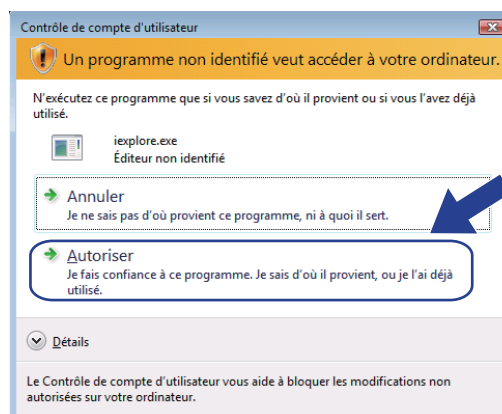 Contrôle de compte d'utilisateur
Un programme non identifié veut accéder à votre ordinateur.
N'exécutez ce programme que si vous savez d'où il provient ou si vous l'avez déjà
utilisé.
iexplore.exe
Éditeur non identifié
Annuler
Je ne sais pas d'où provient ce programme, ni à quoi il sert.
Autoriser
Je fais confiance à ce programme. Je sais d'où il provient, ou je l'ai déjà
utilisé.
Détails
Le Contrôle de compte d'utilisateur vous aide à bloquer les modifications non
autorisées sur votre ordinateur.